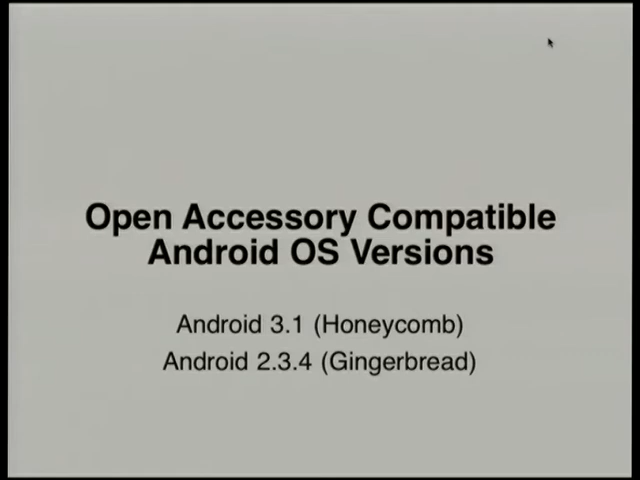 Open Accessory Compatible
Android OS Versions
Android 3.1 (Honeycomb)
Android 2.3.4 (Gingerbread)